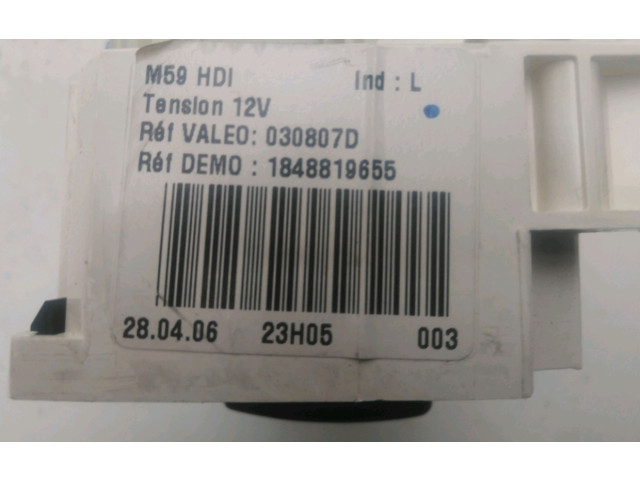 M59 HDI Ind : L
Tension 12V
Réf VALEO: 030807D
Réf DEMO : 1848819655
28.04.06 23H05 003